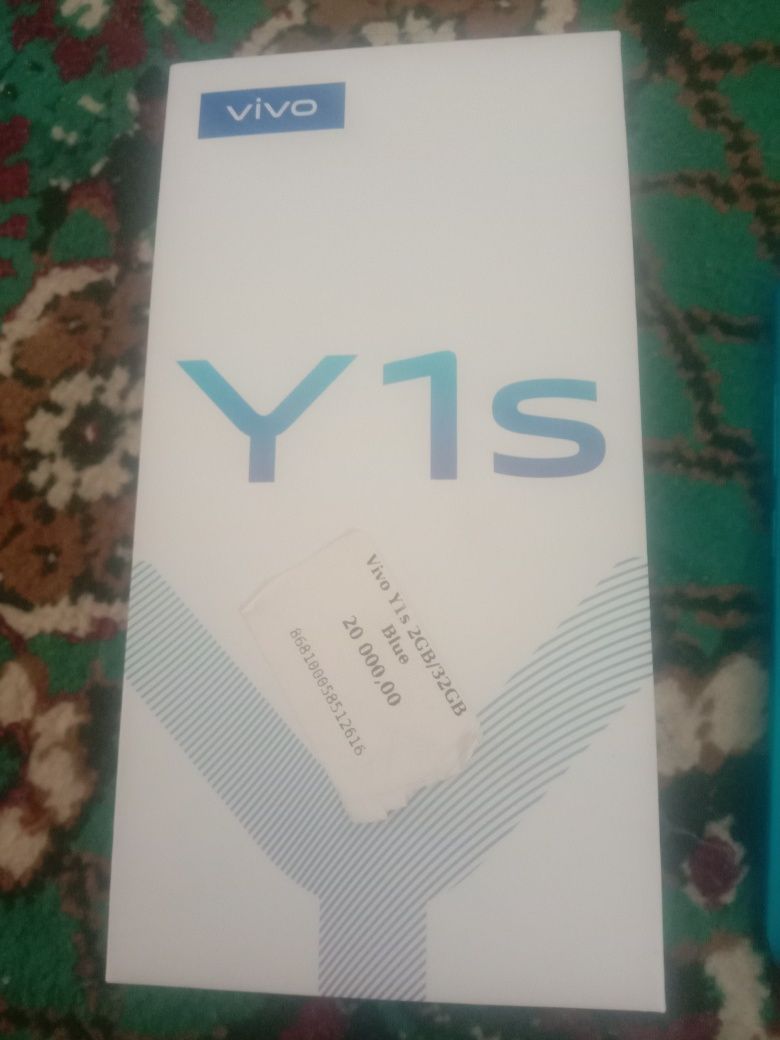 vivo
Y1s
Vivo Y1s 2GB/32GB
Blue
20 000,00
868100058512616